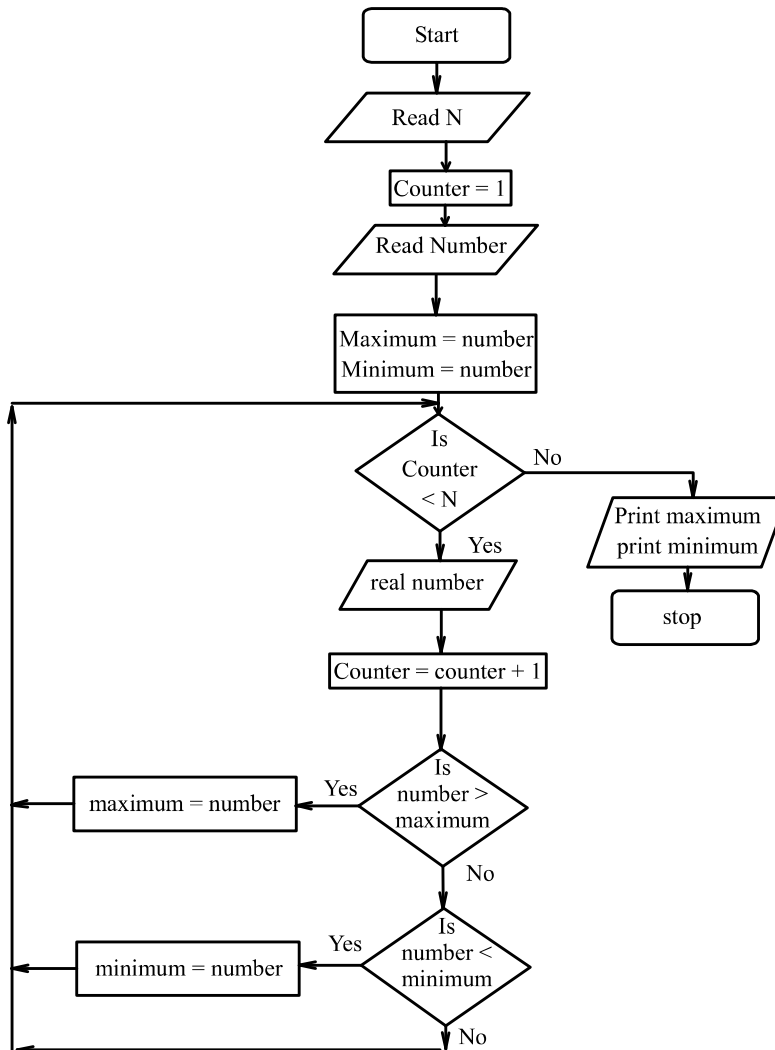 Start
Read N
Counter = 1
Read Number
Maximum = number
Minimum = number
Is
Counter
< N
No
Print maximum
print minimum
stop
Yes
real number
Counter = counter + 1
Is
number >
maximum
Yes
maximum = number
No
Is
number <
minimum
Yes
minimum = number
No